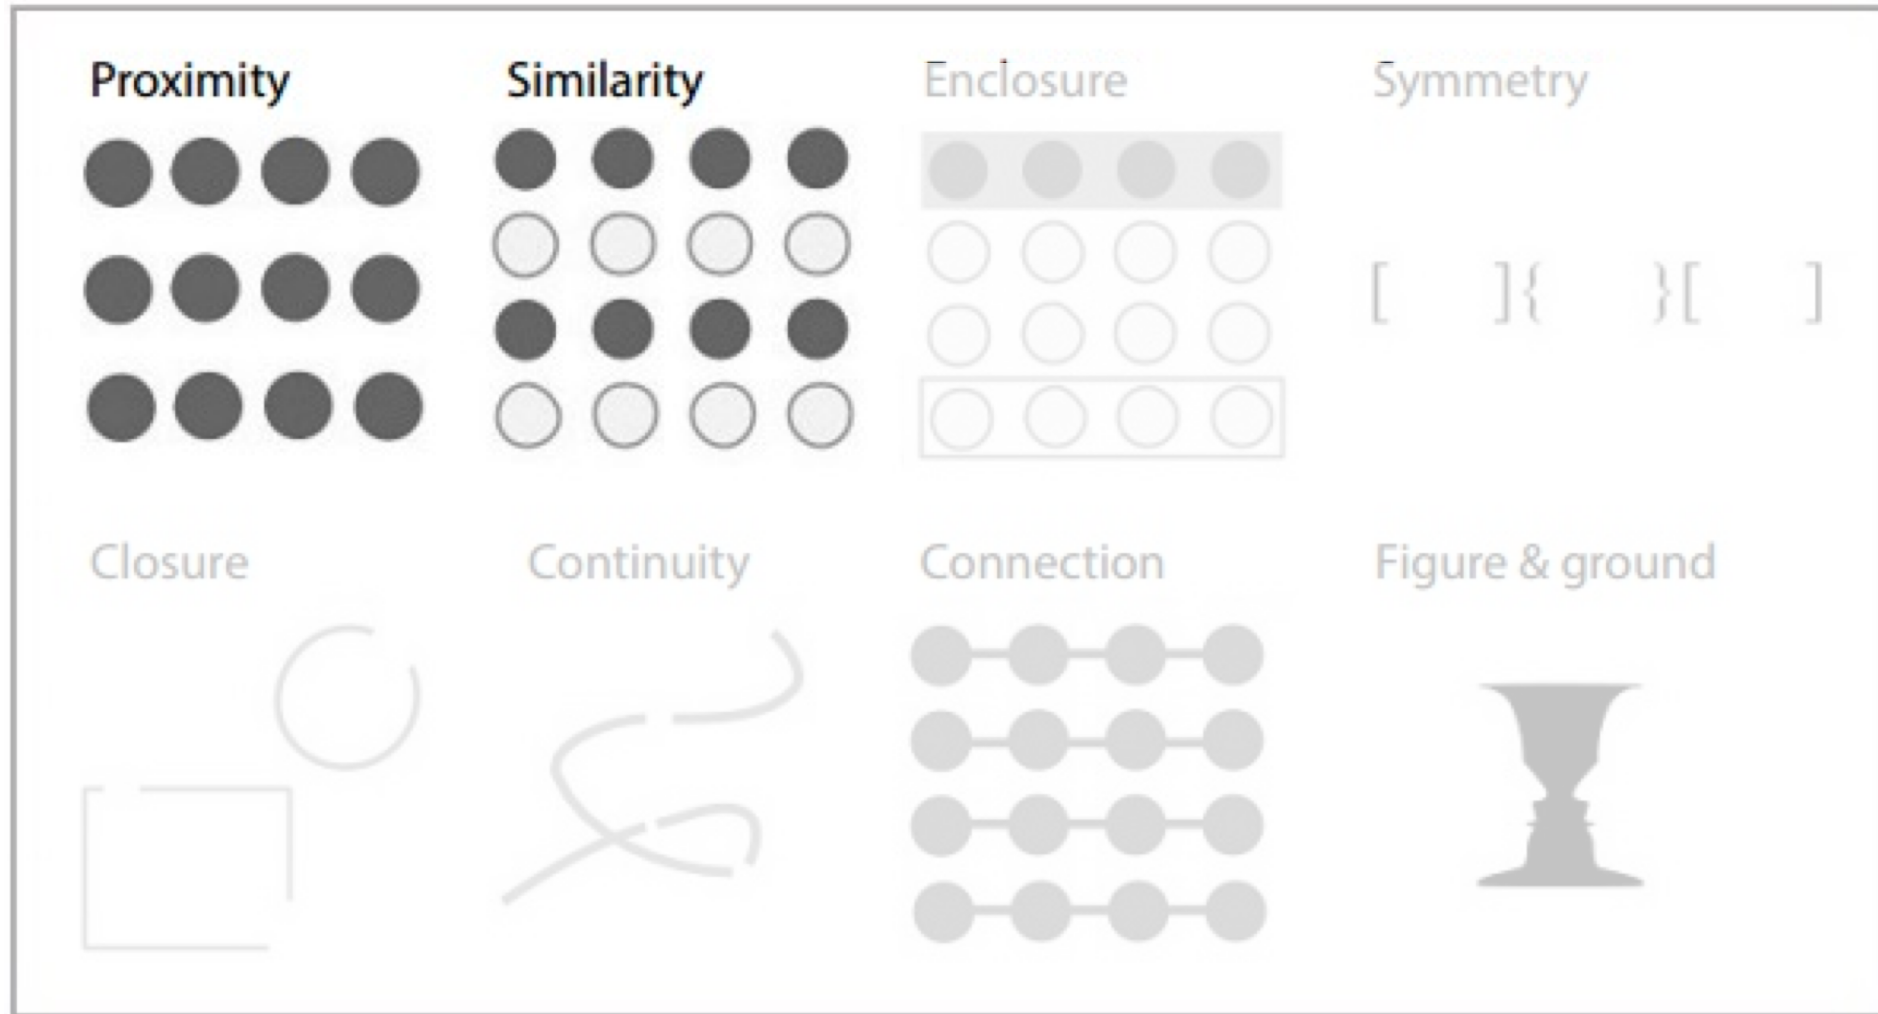 Proximity Similarity Enclosure Symmetry
[ ] { } [ ]
Closure Continuity Connection Figure & ground